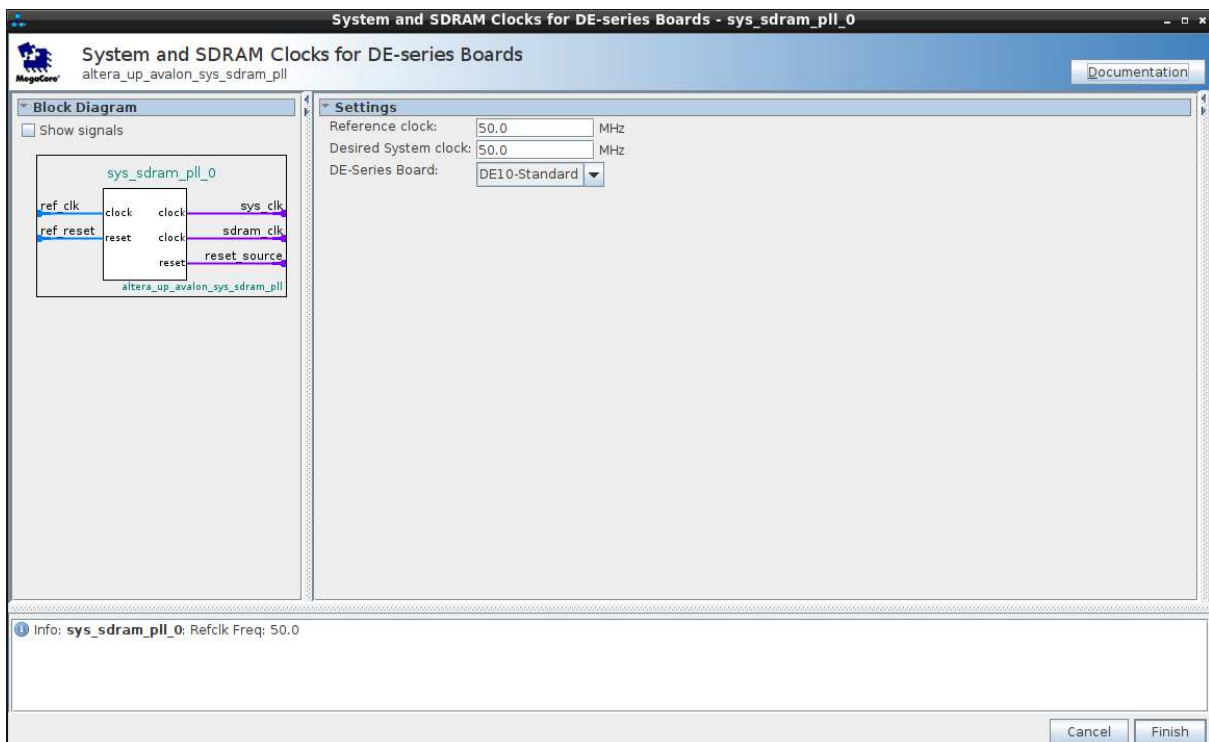 System and SDRAM Clocks for DE-series Boards - sys_sdram_pll_0
System and SDRAM Clocks for DE-series Boards
altera_up_avalon_sys_sdram_pll
MegaCore'
Documentation
Block Diagram
Show signals
sys_sdram_pll_0
ref_clk
clock
clock
sys_clk
ref_reset
reset
clock
sdram_clk
reset
reset_source
altera_up_avalon_sys_sdram_pll
Settings
Reference clock: 50.0 MHz
Desired System clock: 50.0 MHz
DE-Series Board: DE10-Standard
Info: sys_sdram_pll_0: Refclk Freq: 50.0
Cancel
Finish